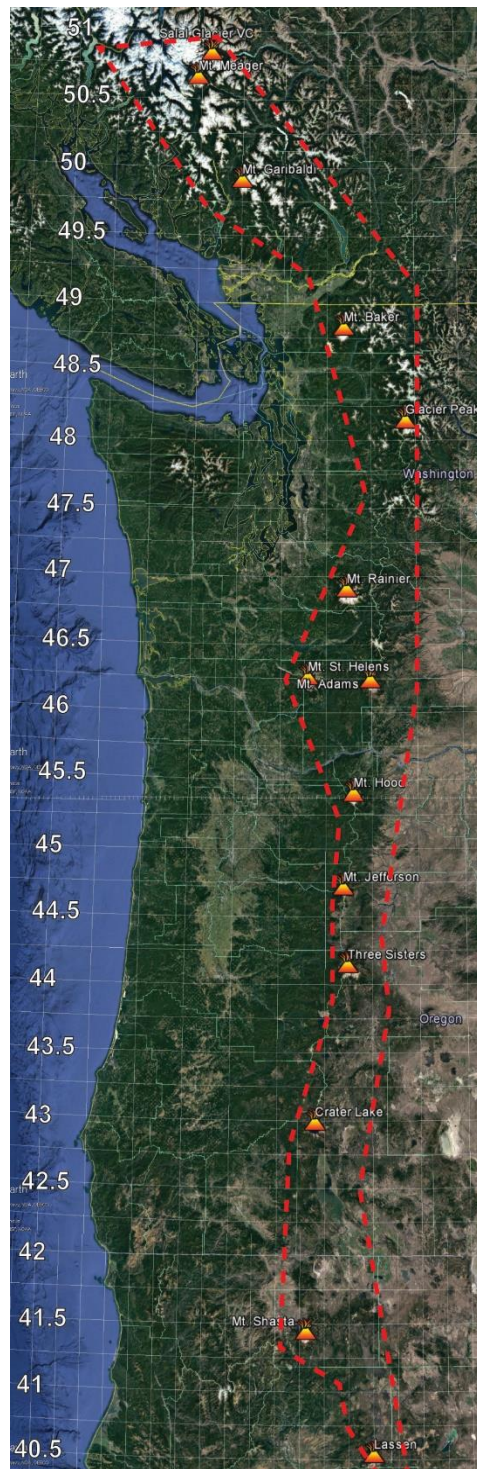 51
Salal Glacier VC
Mt. Meager
50.5
50
Mt. Garibaldi
49.5
49
Mt. Baker
48.5
earth
Glacier Peak
48
Washington
47.5
47
Mt. Rainier
46.5
Mt. St. Helens
Mt. Adams
46
earth
45.5
Mt. Hood
45
Mt. Jefferson
44.5
Three Sisters
44
Oregon
43.5
43
Crater Lake
42.5
earth
42
41.5
Mt. Shasta
41
40.5
Lassen